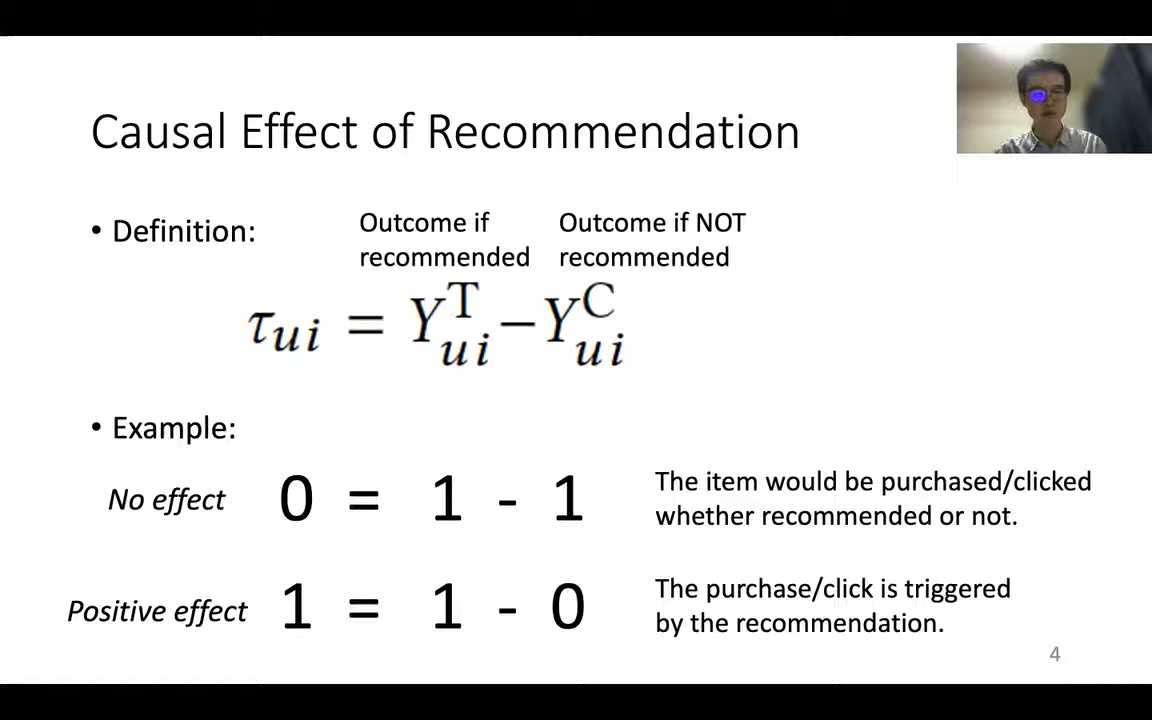 Causal Effect of Recommendation
• Definition:
Outcome if
recommended
Outcome if NOT
recommended
τui = Y^T_ui − Y^C_ui
• Example:
No effect 0 = 1 - 1
The item would be purchased/clicked
whether recommended or not.
Positive effect 1 = 1 - 0
The purchase/click is triggered
by the recommendation.
4